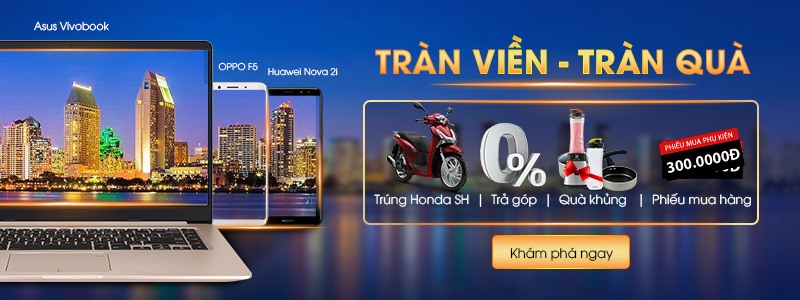 Asus Vivobook
OPPO F5
Huawei Nova 2i
TRÀN VIỀN - TRÀN QUÀ
0%
PHIẾU MUA PHỤ KIỆN
300.0000Đ
Trúng Honda SH | Trả góp | Quà khủng | Phiếu mua hàng
Khám phá ngay